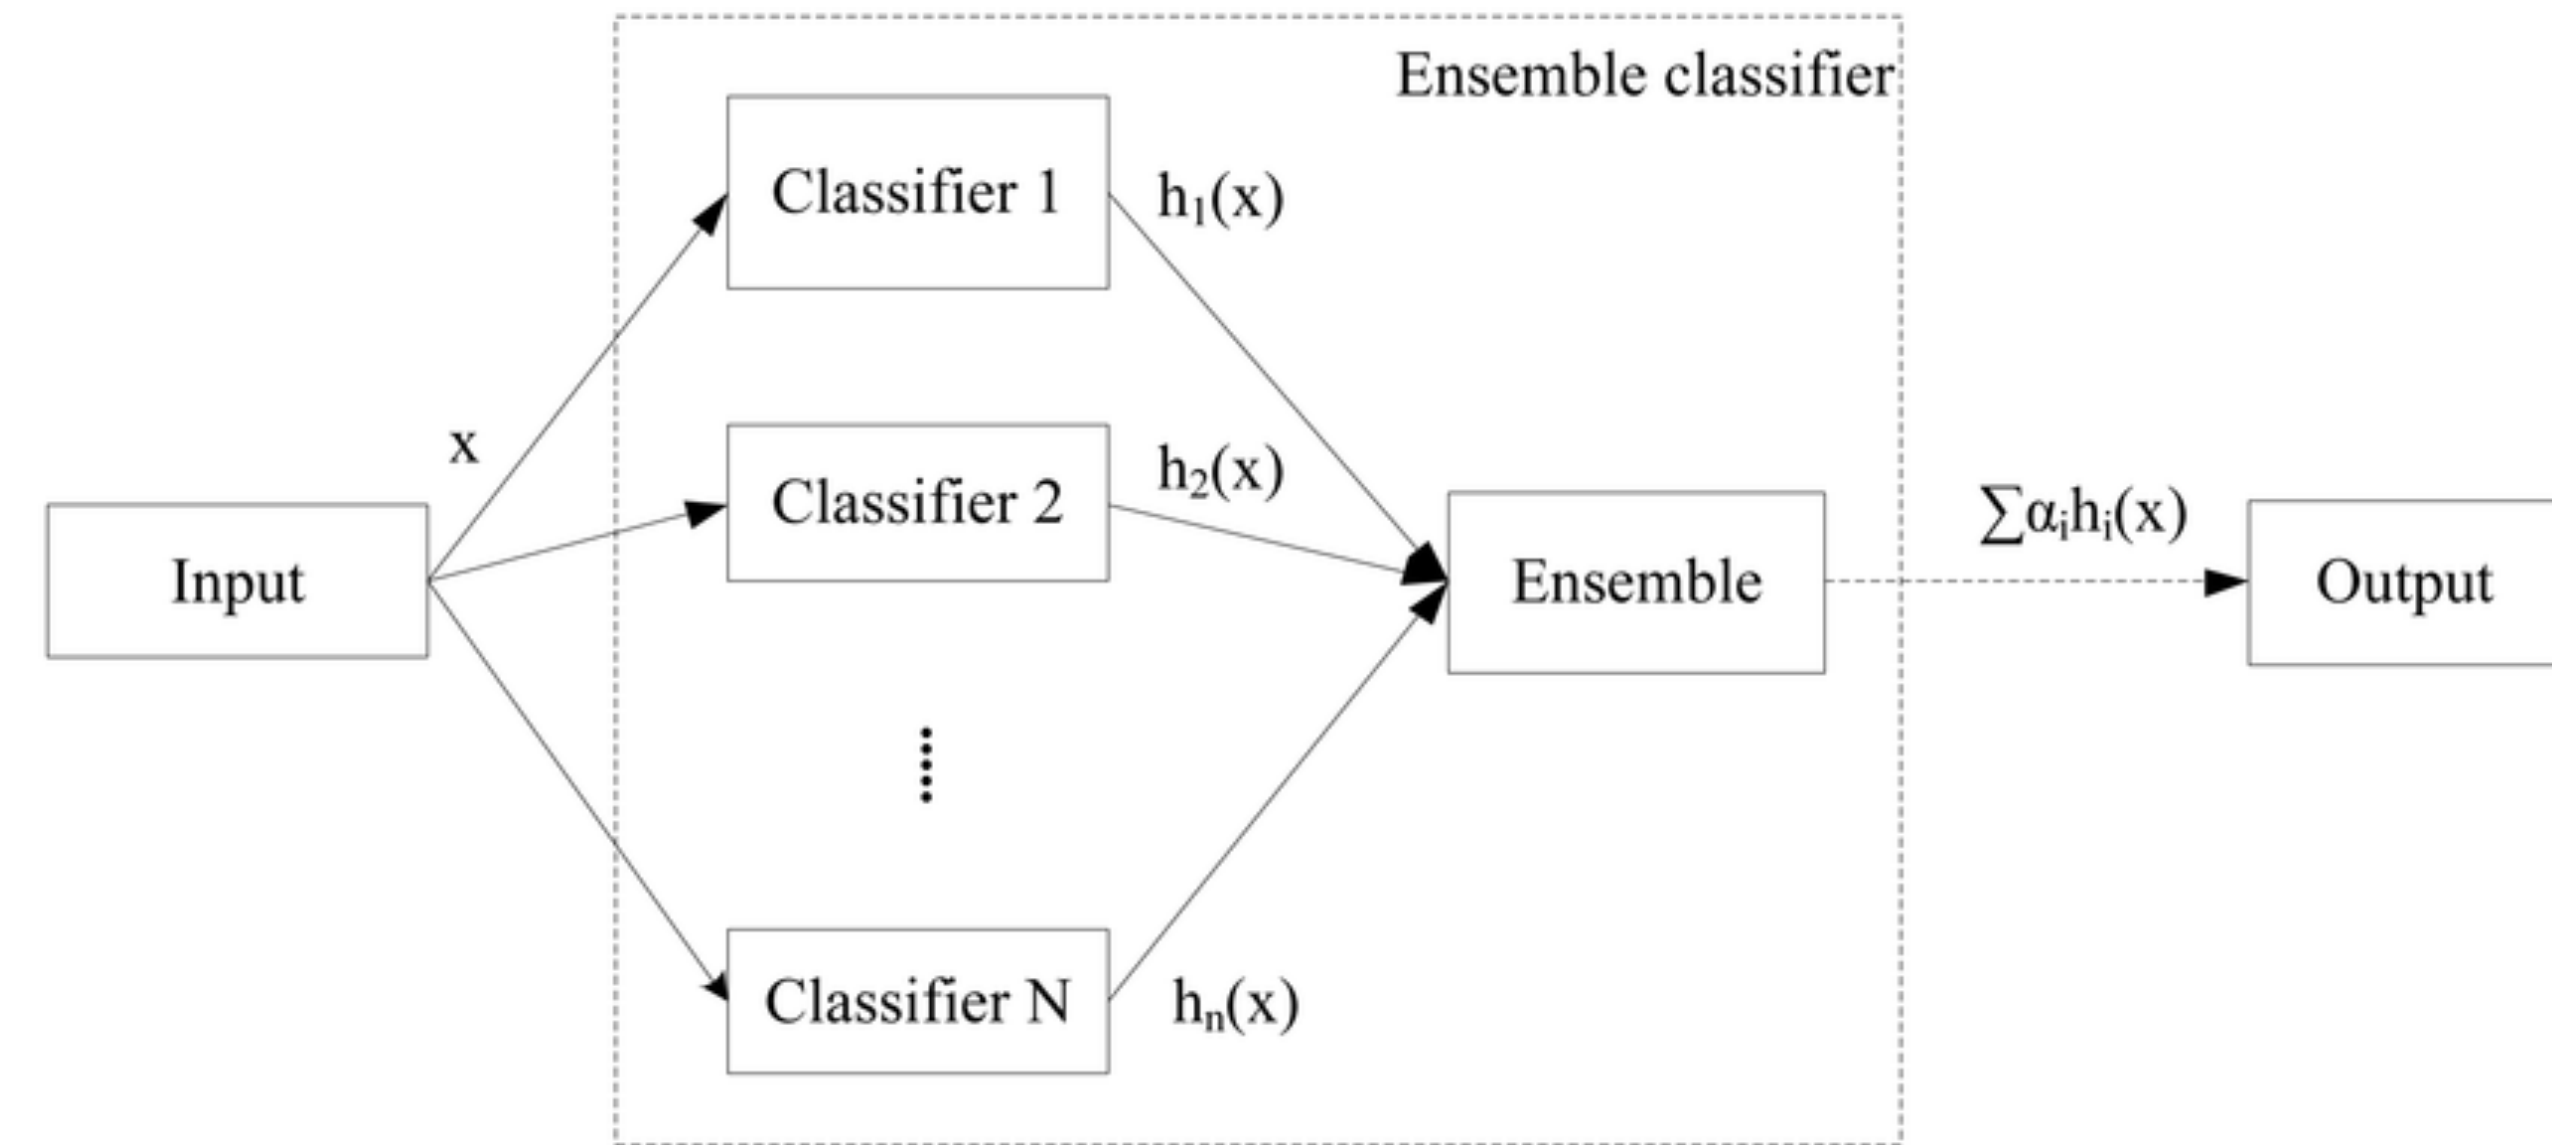 Ensemble classifier
Classifier 1
h₁(x)
x
Classifier 2
h₂(x)
Input
Ensemble
∑αᵢhᵢ(x)
Output
Classifier N
hₙ(x)